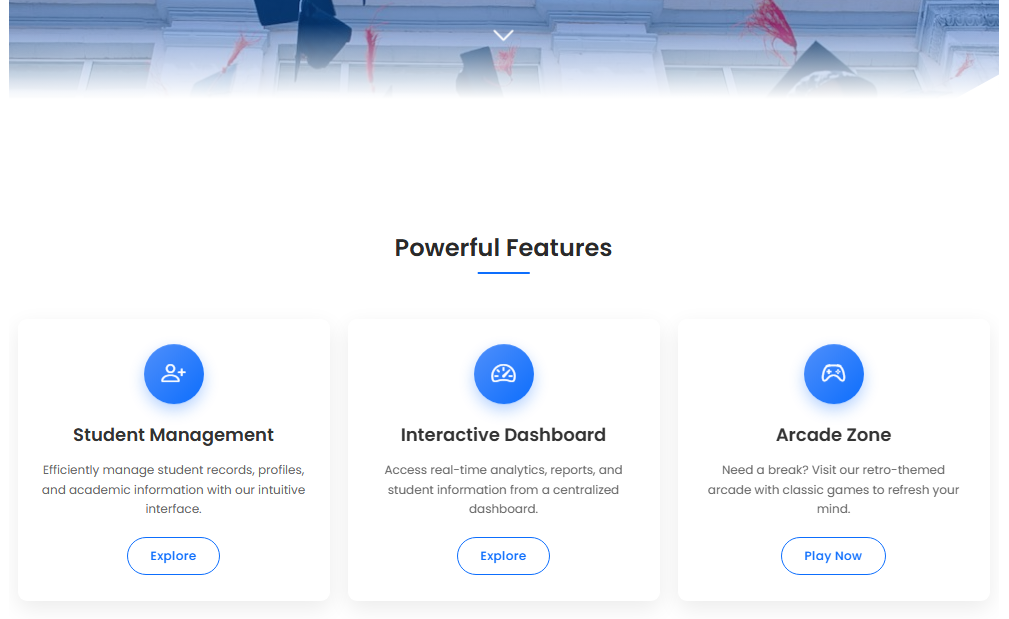 Powerful Features
Student Management
Efficiently manage student records, profiles,
and academic information with our intuitive
interface.
Explore
Interactive Dashboard
Access real-time analytics, reports, and
student information from a centralized
dashboard.
Explore
Arcade Zone
Need a break? Visit our retro-themed
arcade with classic games to refresh your
mind.
Play Now